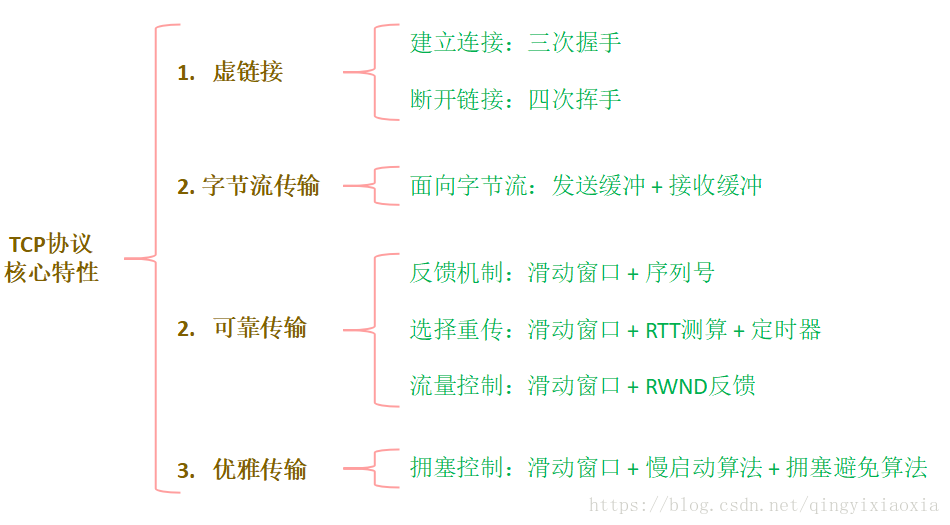 TCP协议
核心特性
1. 虚链接
建立连接：三次握手
断开链接：四次挥手
2. 字节流传输
面向字节流：发送缓冲 + 接收缓冲
2. 可靠传输
反馈机制：滑动窗口 + 序列号
选择重传：滑动窗口 + RTT测算 + 定时器
流量控制：滑动窗口 + RWND反馈
3. 优雅传输
拥塞控制：滑动窗口 + 慢启动算法 + 拥塞避免算法
https://blog.csdn.net/qingyixiaoxia